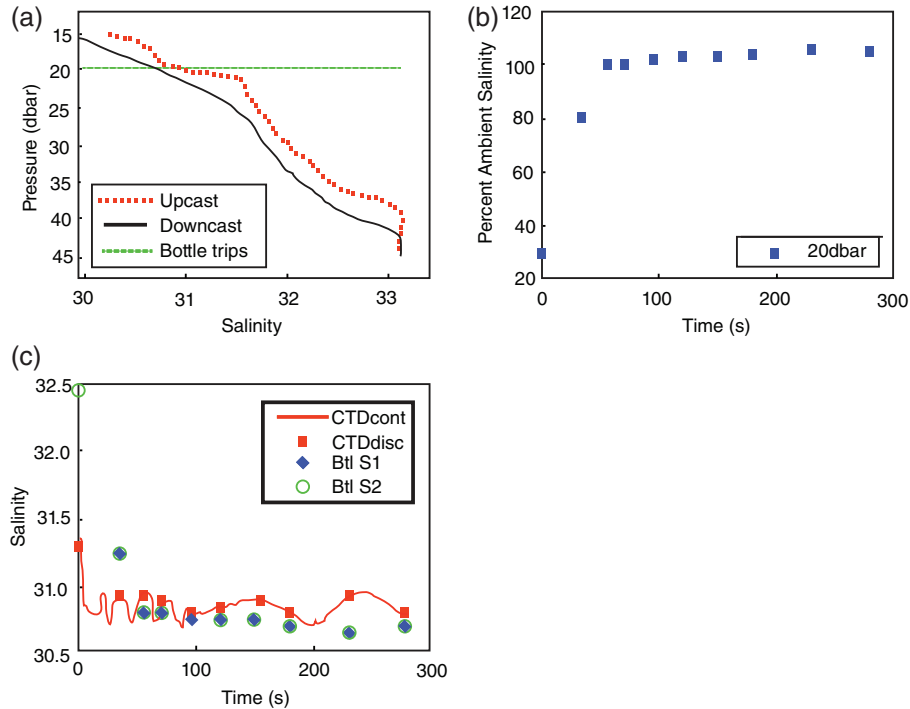 (a)
15
20
25
30
35
40
45
Pressure (dbar)
Upcast
Downcast
Bottle trips
30
31
32
33
Salinity
(b)
120
100
80
60
40
20
Percent Ambient Salinity
20dbar
0
100
200
300
Time (s)
(c)
32.5
32.0
31.5
31.0
30.5
Salinity
CTDcont
CTDdisc
Btl S1
Btl S2
0
100
200
300
Time (s)